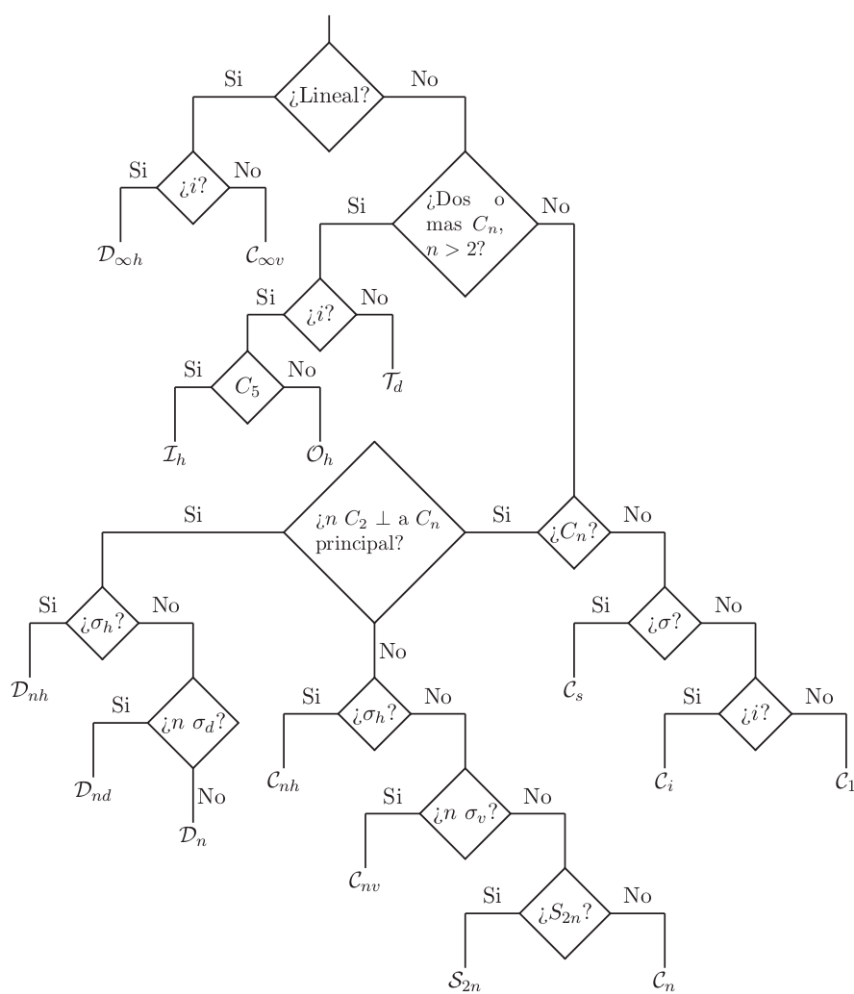 ¿Lineal?
Si
No
¿i?
Si
No
D∞h
C∞v
¿Dos o
mas Cn,
n > 2?
Si
No
¿i?
Si
No
C5
Si
No
Td
Ih
Oh
¿n C2 ⊥ a Cn
principal?
Si
Si
¿Cn?
No
¿σh?
Si
No
Dnh
¿n σd?
Si
No
Dnd
Dn
No
¿σh?
Si
No
Cnh
¿n σv?
Si
No
Cnv
¿S2n?
Si
No
S2n
Cn
¿σ?
Si
No
Cs
¿i?
Si
No
Ci
C1